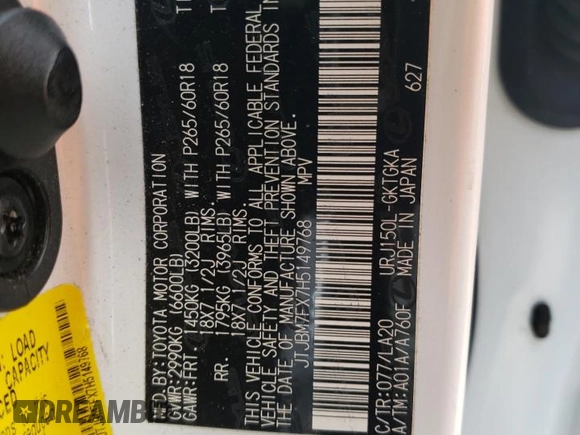 MFD.BY: TOYOTA MOTOR CORPORATION
GVWR: 2990KG (6600LB)
GAWR: FRT. 1450KG (3200LB) WITH P265/60R18
18X7 1/2J RIMS,
RR. 1795KG (3965LB) WITH P265/60R18
18X7 1/2J RIMS,
THIS VEHICLE CONFORMS TO ALL APPLICABLE FEDERAL
VEHICLE SAFETY AND THEFT PREVENTION STANDARDS IN
THE DATE OF MANUFACTURE SHOWN ABOVE.
JTJBM7FX7H5149768 MPV
C/TR: 077/LA20 URJ150L-GKTGKA
A/TM: A01A/A760F MADE IN JAPAN
627
LOAD
CAPACITY
X7H5149768
DREAMBID